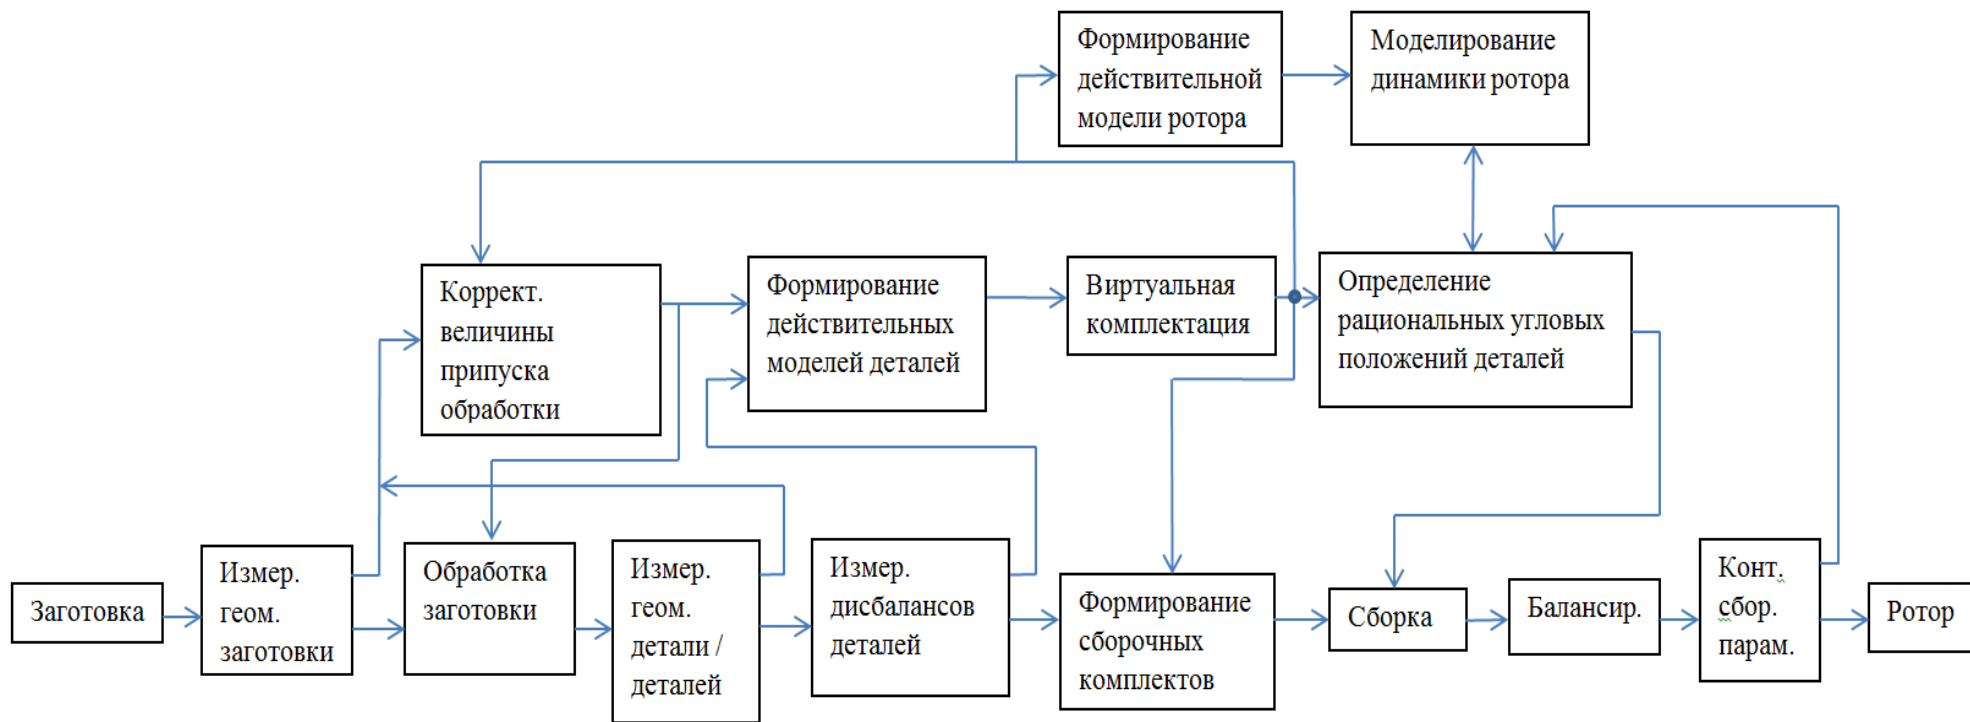 Формирование
действительной
модели ротора
Моделирование
динамики ротора
Коррект.
величины
припуска
обработки
Формирование
действительных
моделей деталей
Виртуальная
комплектация
Определение
рациональных угловых
положений деталей
Заготовка
Измер.
геом.
заготовки
Обработка
заготовки
Измер.
геом.
детали /
деталей
Измер.
дисбалансов
деталей
Формирование
сборочных
комплектов
Сборка
Балансир.
Конт.
сбор.
парам.
Ротор